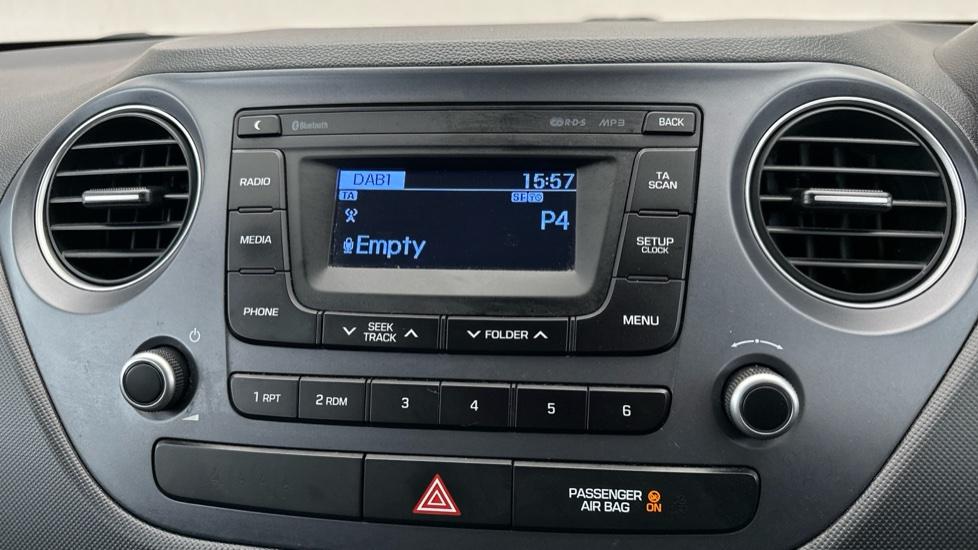 Bluetooth R·D·S MP3 BACK
RADIO
MEDIA
PHONE
DAB1 15:57
TA SF TO
P4
Empty
TA
SCAN
SETUP
CLOCK
MENU
SEEK
TRACK
FOLDER
1 RPT 2 RDM 3 4 5 6
PASSENGER
AIR BAG ON